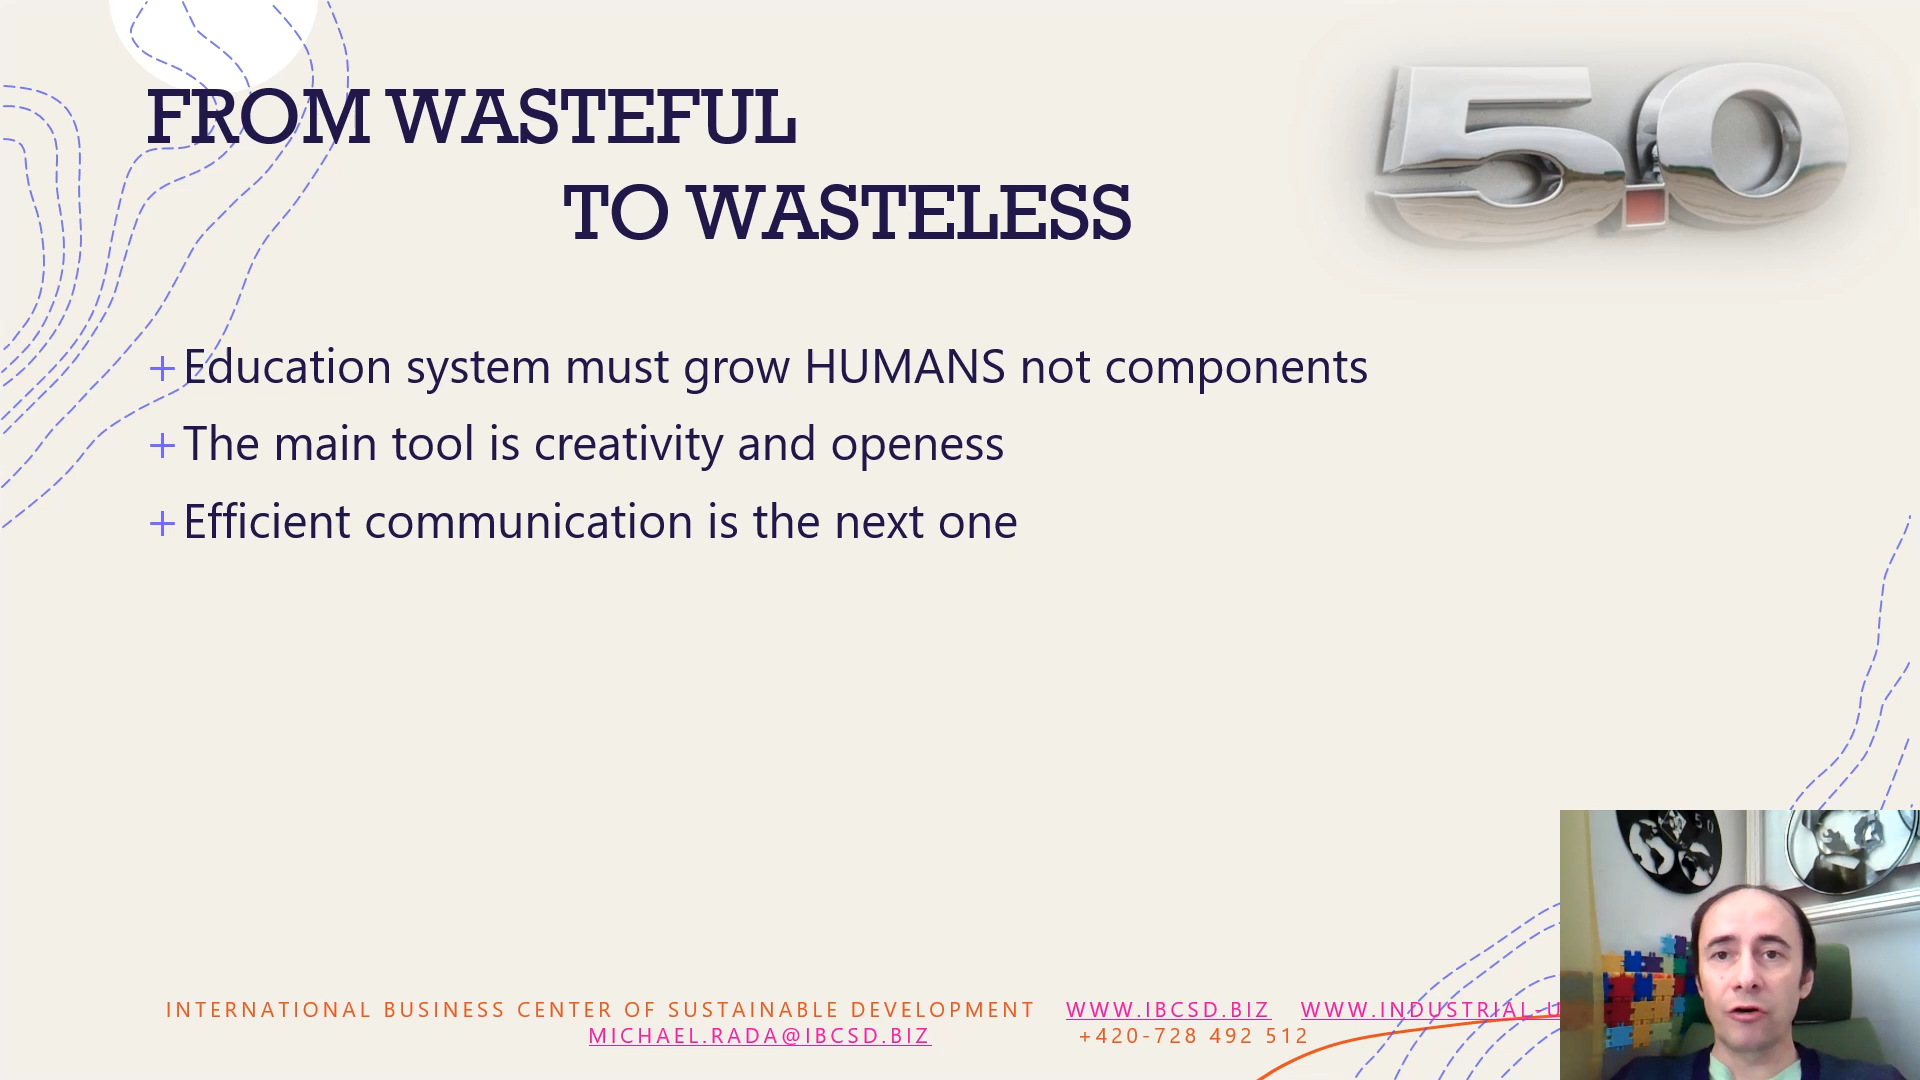 FROM WASTEFUL
TO WASTELESS
5.0
+ Education system must grow HUMANS not components
+ The main tool is creativity and openess
+ Efficient communication is the next one
INTERNATIONAL BUSINESS CENTER OF SUSTAINABLE DEVELOPMENT WWW.IBCSD.BIZ WWW.INDUSTRIAL-U
MICHAEL.RADA@IBCSD.BIZ +420-728 492 512